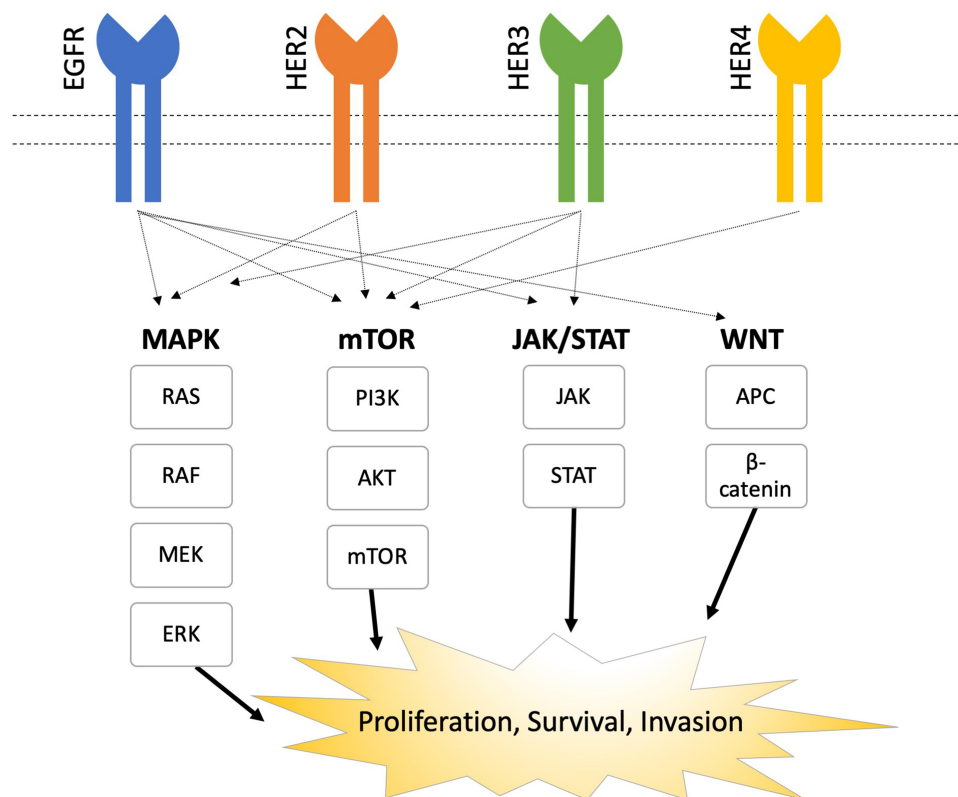 EGFR
HER2
HER3
HER4
MAPK
mTOR
JAK/STAT
WNT
RAS
PI3K
JAK
APC
RAF
AKT
STAT
β-
catenin
MEK
mTOR
ERK
Proliferation, Survival, Invasion